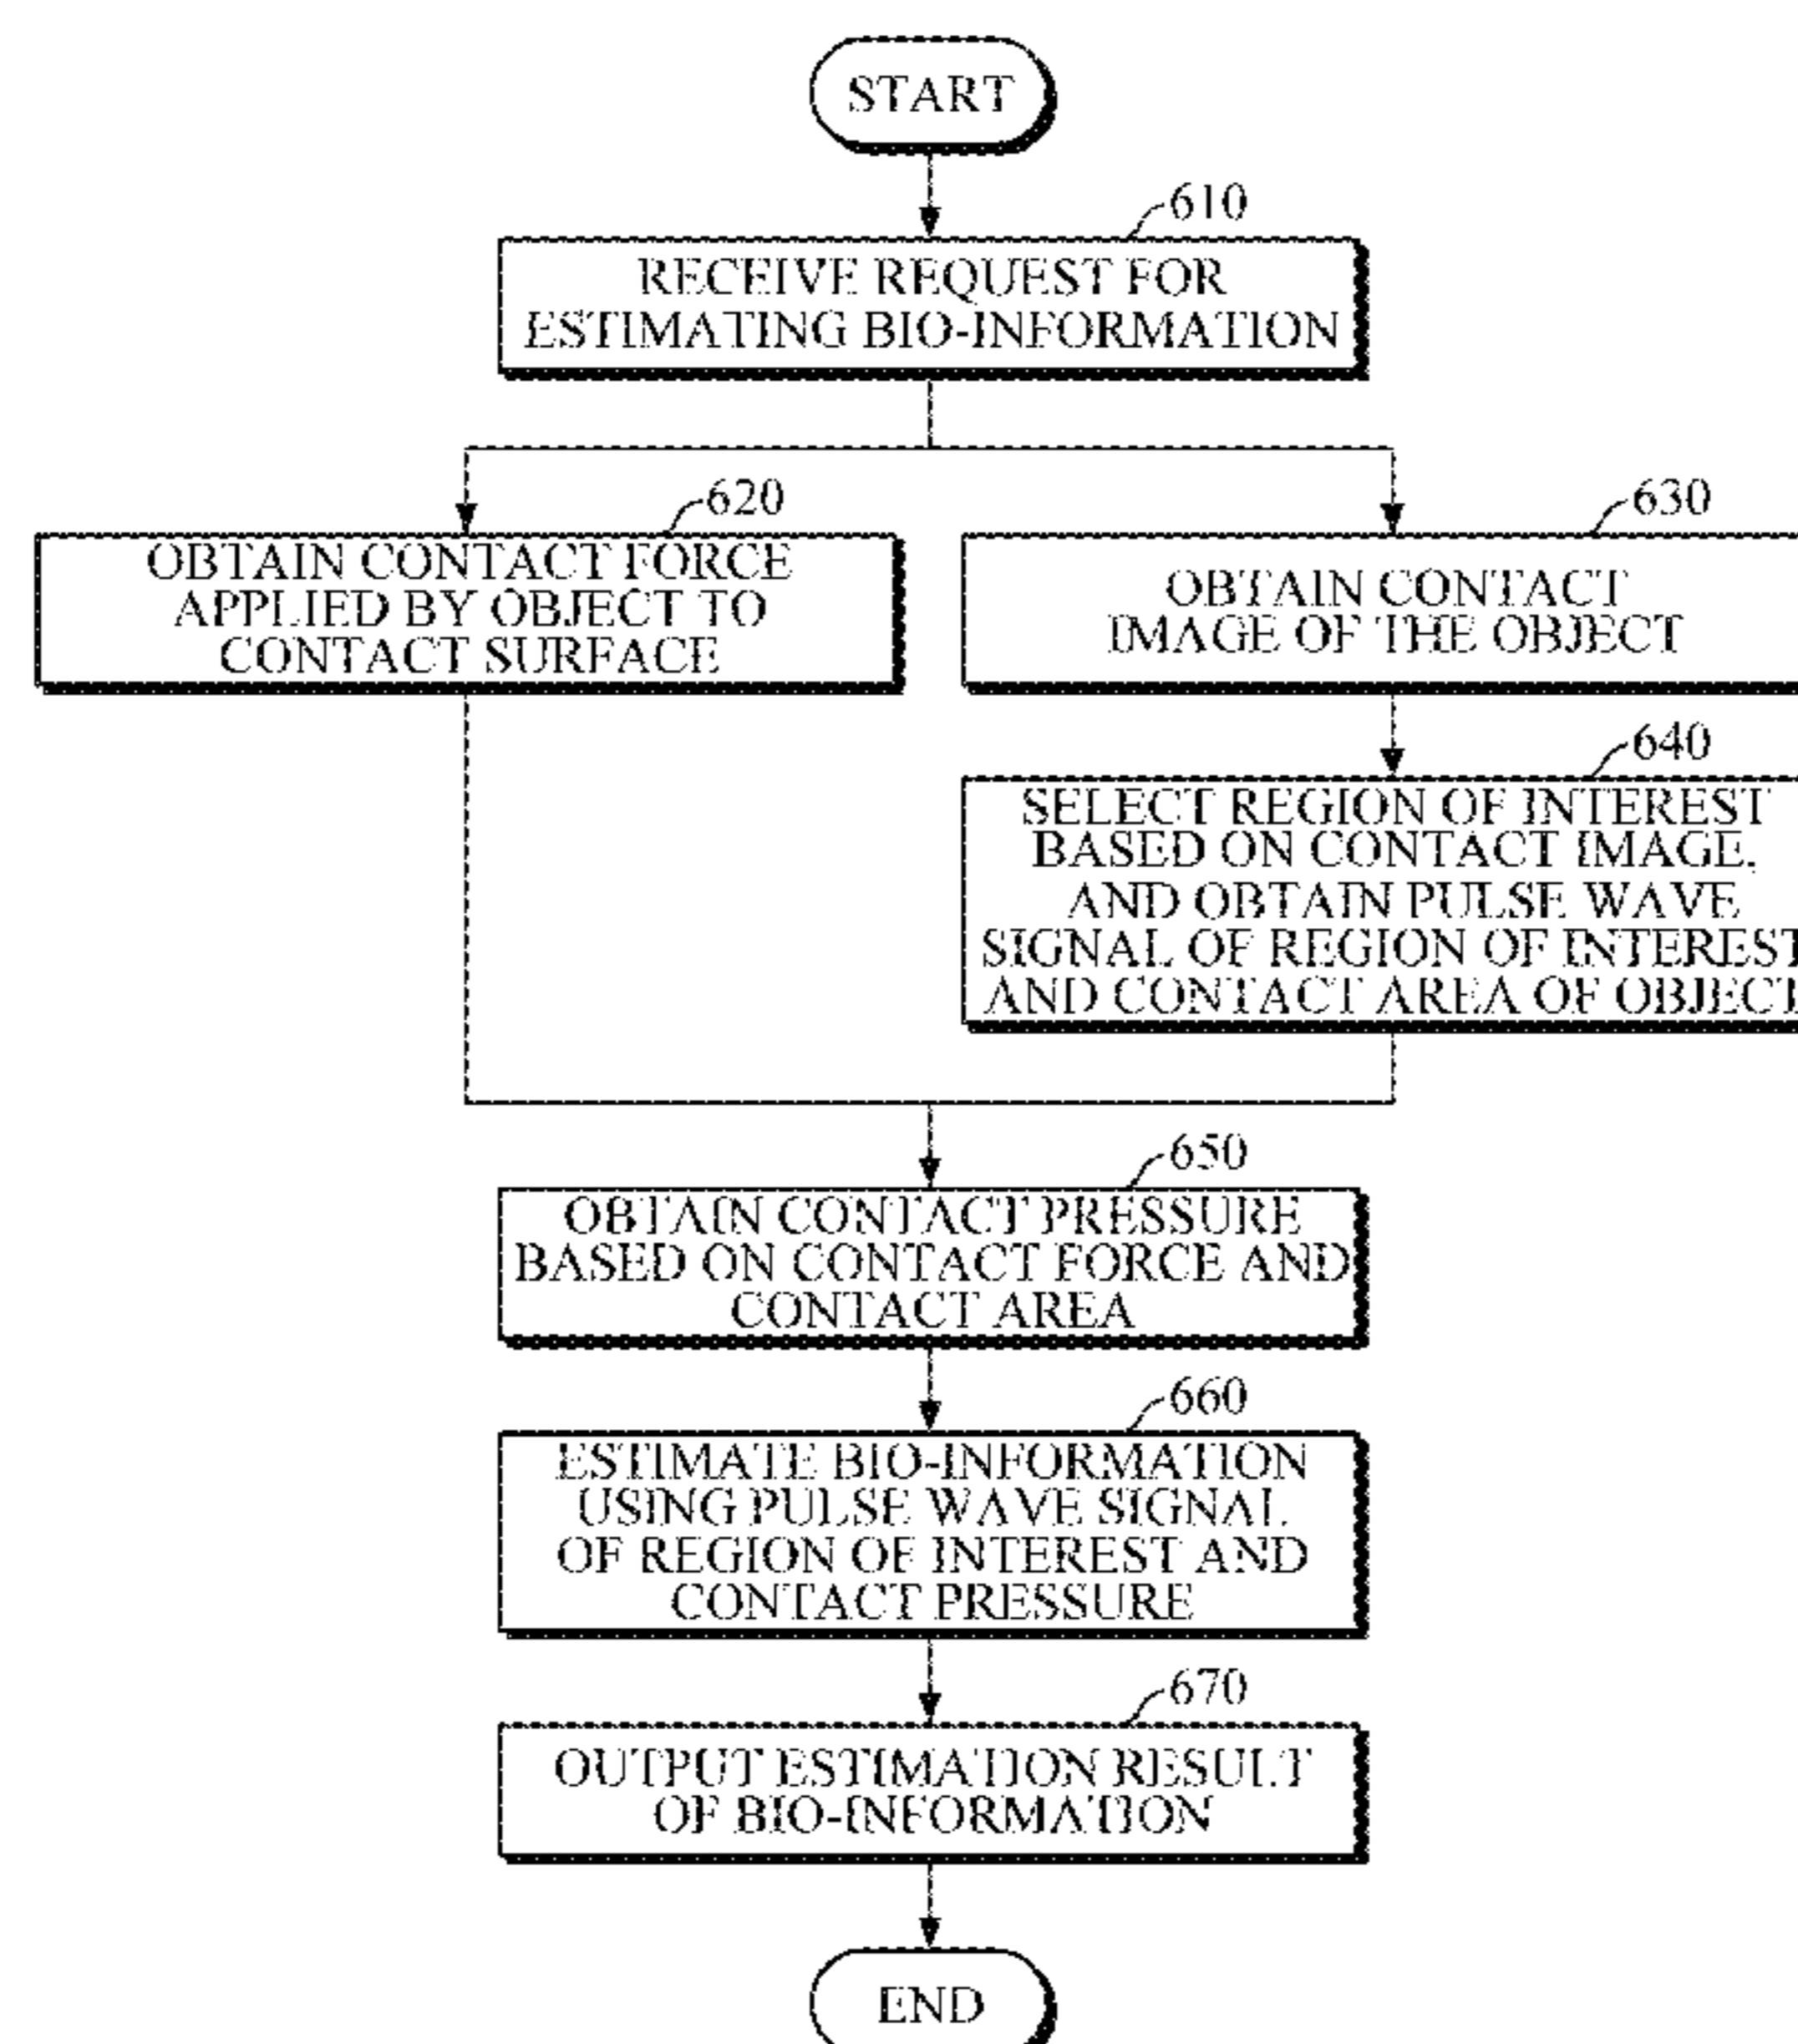 START
610
RECEIVE REQUEST FOR
ESTIMATING BIO-INFORMATION
620
OBTAIN CONTACT FORCE
APPLIED BY OBJECT TO
CONTACT SURFACE
630
OBTAIN CONTACT
IMAGE OF THE OBJECT
640
SELECT REGION OF INTEREST
BASED ON CONTACT IMAGE,
AND OBTAIN PULSE WAVE
SIGNAL OF REGION OF INTEREST
AND CONTACT AREA OF OBJECT
650
OBTAIN CONTACT PRESSURE
BASED ON CONTACT FORCE AND
CONTACT AREA
660
ESTIMATE BIO-INFORMATION
USING PULSE WAVE SIGNAL
OF REGION OF INTEREST AND
CONTACT PRESSURE
670
OUTPUT ESTIMATION RESULT
OF BIO-INFORMATION
END